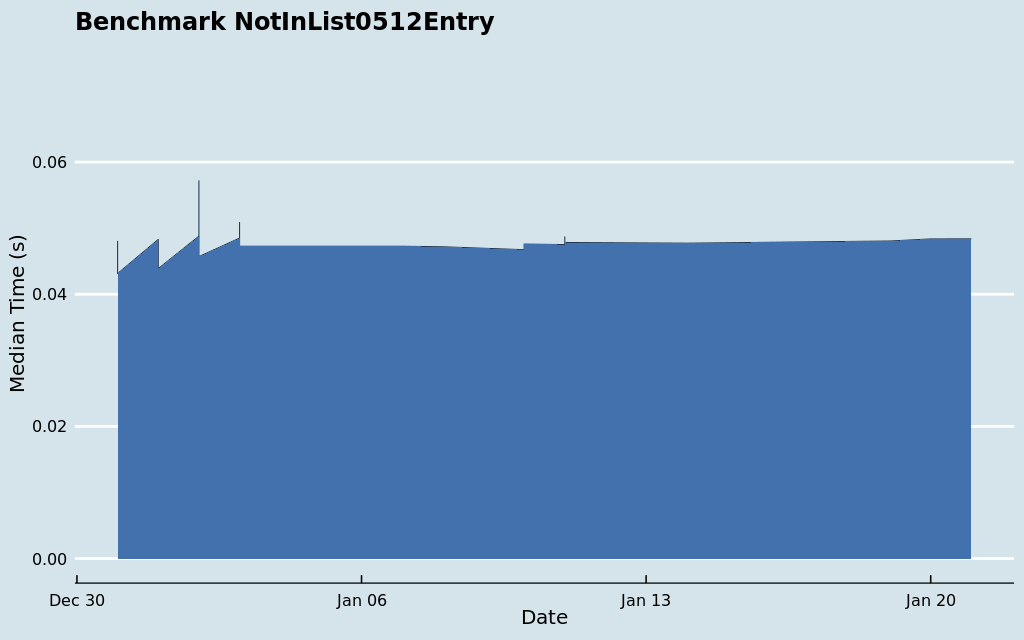 Benchmark NotInList0512Entry
0.06
0.04
0.02
0.00
Median Time (s)
Dec 30
Jan 06
Jan 13
Jan 20
Date